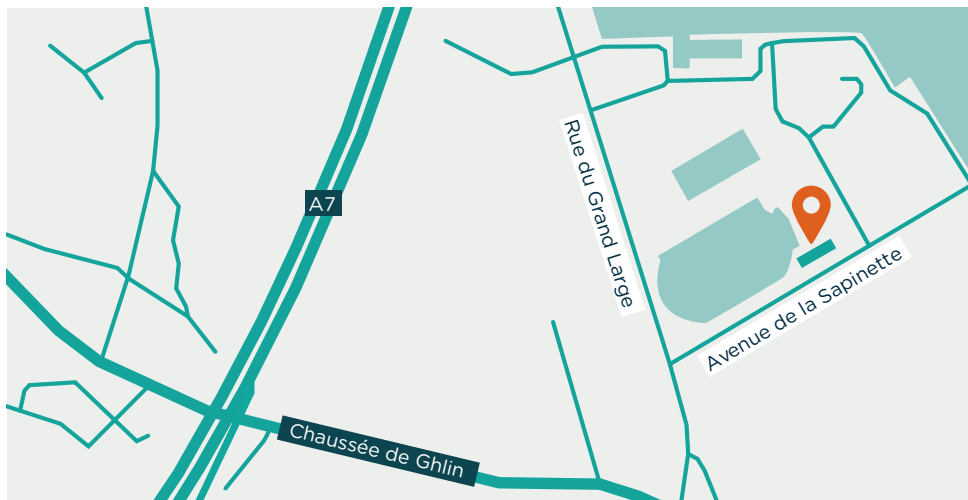 Rue du Grand Large
A7
Avenue de la Sapinette
Chaussée de Ghlin